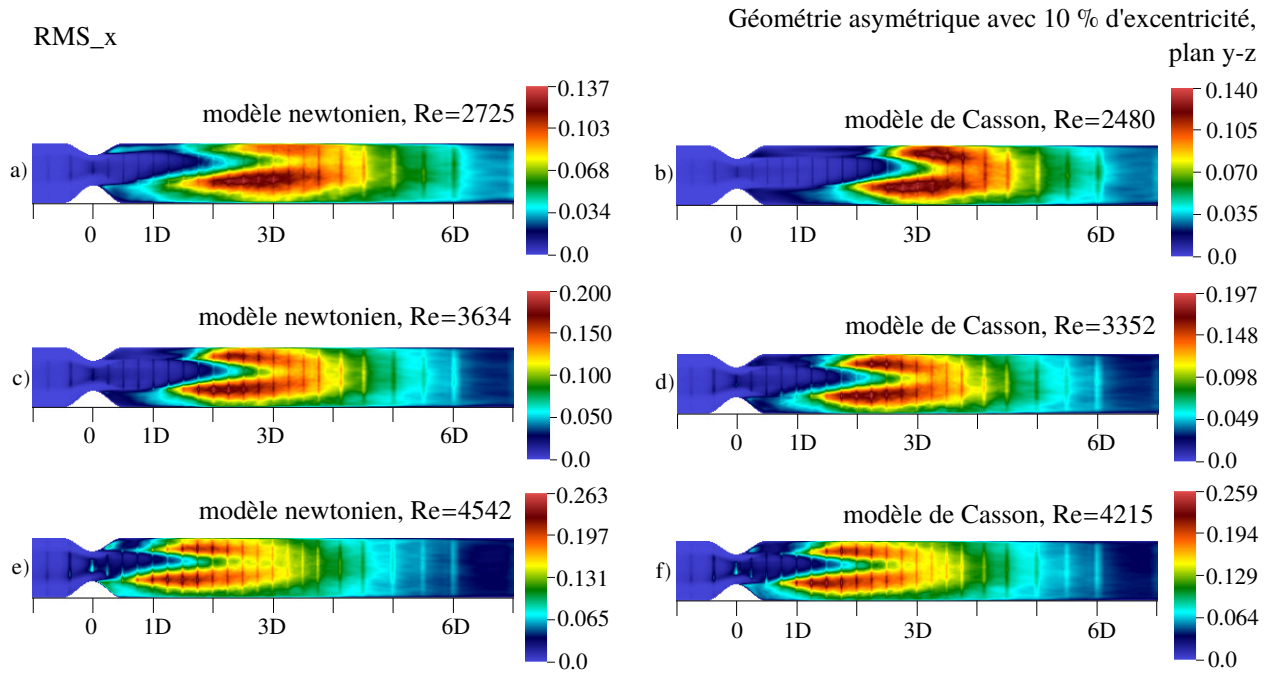 RMS_x
Géométrie asymétrique avec 10 % d'excentricité,
plan y-z
a)
modèle newtonien, Re=2725
0.137
0.103
0.068
0.034
0.0
0 1D 3D 6D
b)
modèle de Casson, Re=2480
0.140
0.105
0.070
0.035
0.0
0 1D 3D 6D
c)
modèle newtonien, Re=3634
0.200
0.150
0.100
0.050
0.0
0 1D 3D 6D
d)
modèle de Casson, Re=3352
0.197
0.148
0.098
0.049
0.0
0 1D 3D 6D
e)
modèle newtonien, Re=4542
0.263
0.197
0.131
0.065
0.0
0 1D 3D 6D
f)
modèle de Casson, Re=4215
0.259
0.194
0.129
0.064
0.0
0 1D 3D 6D